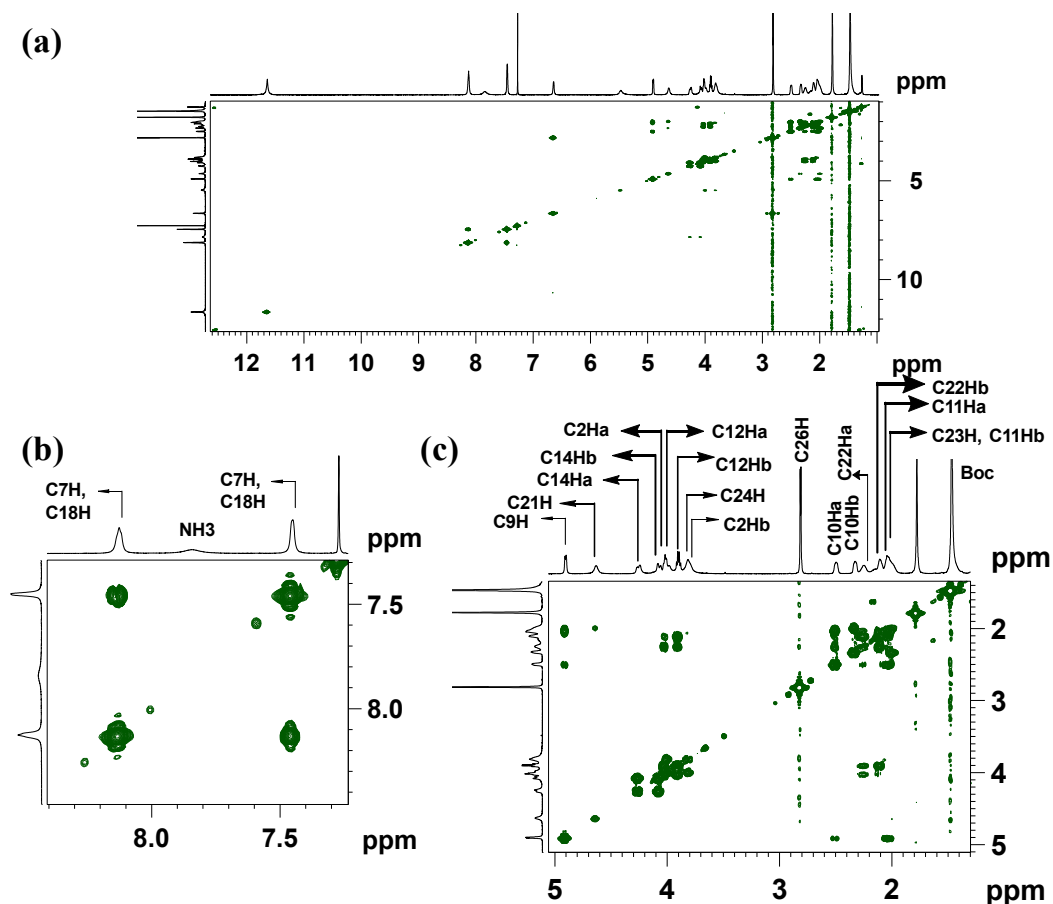 (a)
ppm
5
10
12 11 10 9 8 7 6 5 4 3 2
ppm
(b)
C7H,
C18H
NH3
C7H,
C18H
ppm
7.5
8.0
8.0 7.5
ppm
(c)
C22Hb
C11Ha
C23H, C11Hb
C2Ha
C14Hb
C14Ha
C21H
C9H
C12Ha
C12Hb
C24H
C2Hb
C26H
C10Ha
C10Hb
C22Ha
Boc
ppm
2
3
4
5
5 4 3 2
ppm